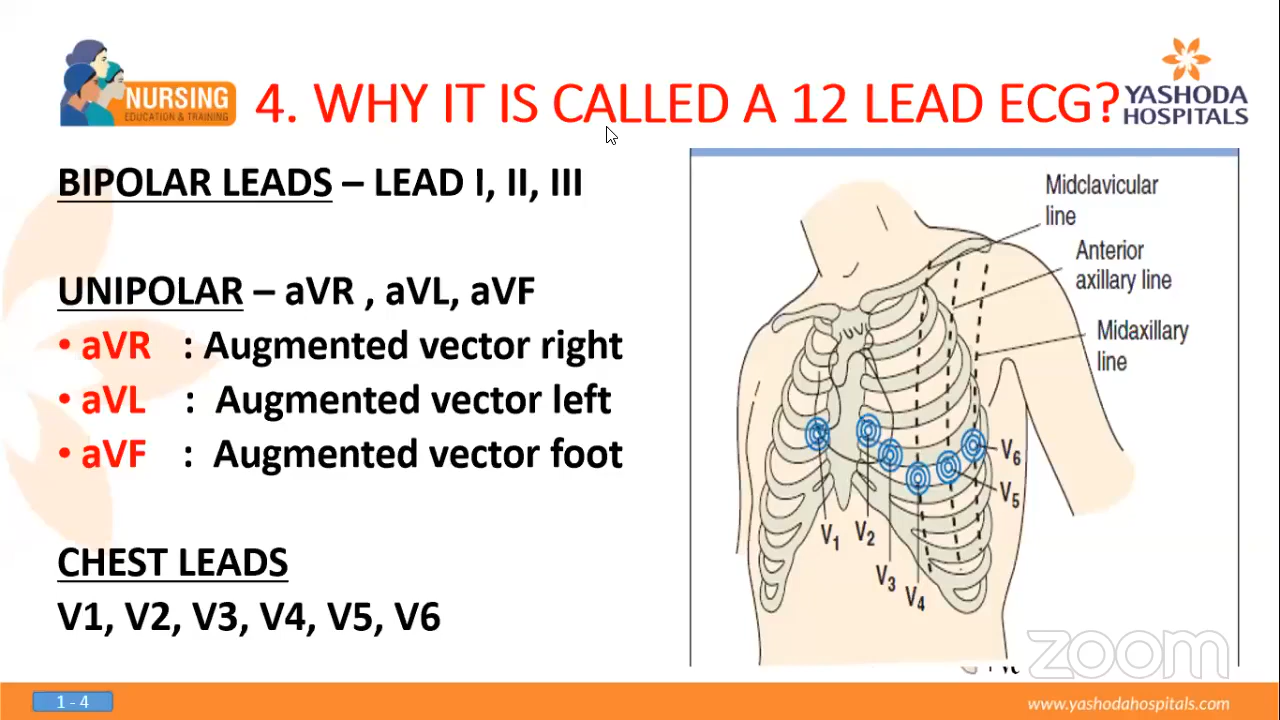 NURSING
EDUCATION & TRAINING
4. WHY IT IS CALLED A 12 LEAD ECG?
YASHODA
HOSPITALS
BIPOLAR LEADS – LEAD I, II, III
UNIPOLAR – aVR , aVL, aVF
• aVR : Augmented vector right
• aVL : Augmented vector left
• aVF : Augmented vector foot
CHEST LEADS
V1, V2, V3, V4, V5, V6
Midclavicular
line
Anterior
axillary line
Midaxillary
line
V6
V5
V1
V2
V3
V4
zoom
1 - 4
www.yashodahospitals.com